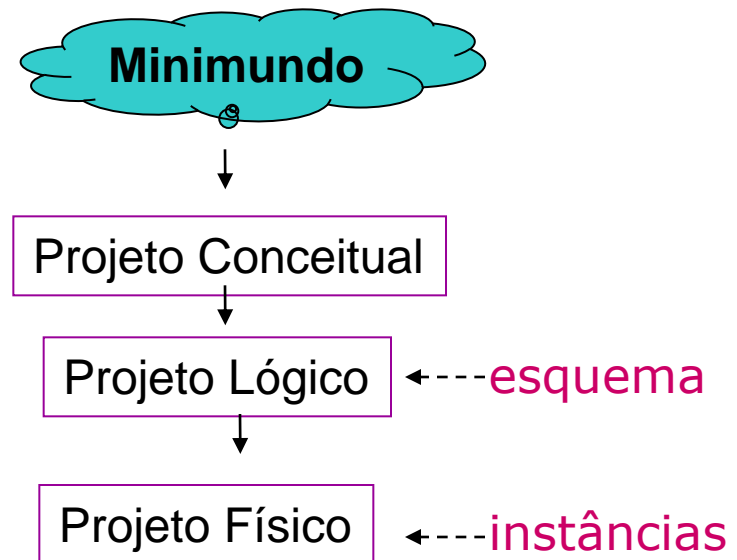 Minimundo
Projeto Conceitual
Projeto Lógico
esquema
Projeto Físico
instâncias